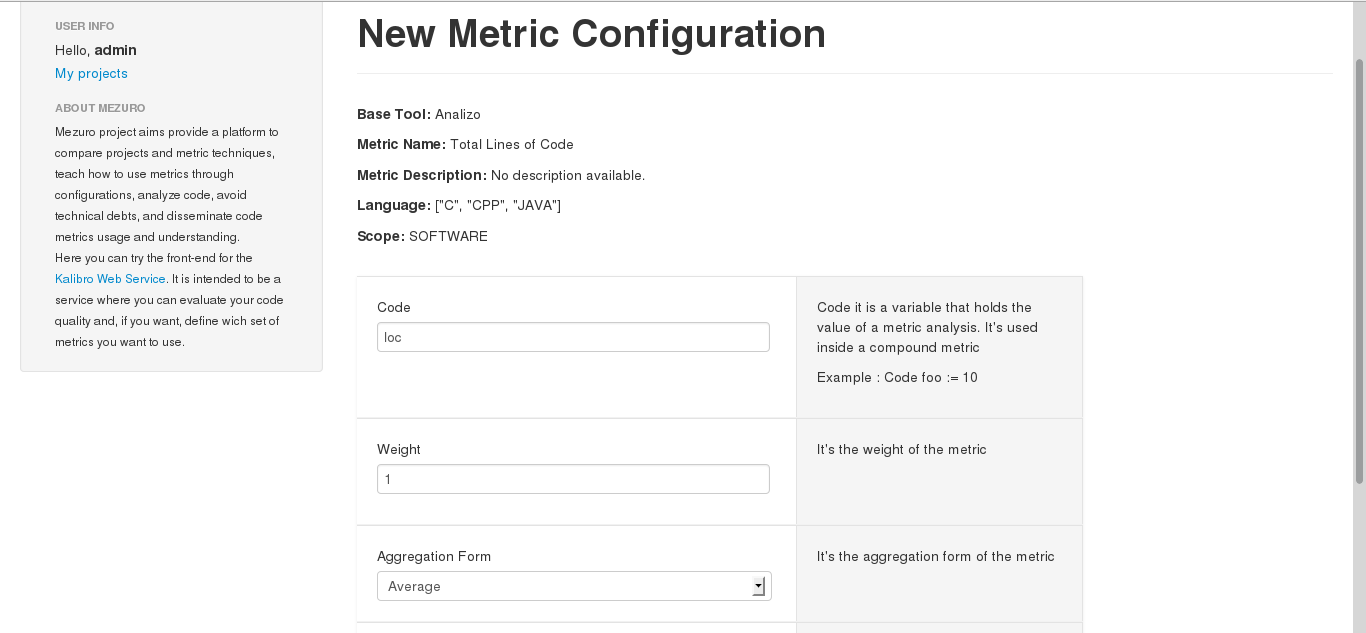 USER INFO
Hello, admin
My projects
ABOUT MEZURO
Mezuro project aims provide a platform to
compare projects and metric techniques,
teach how to use metrics through
configurations, analyze code, avoid
technical debts, and disseminate code
metrics usage and understanding.
Here you can try the front-end for the
Kalibro Web Service. It is intended to be a
service where you can evaluate your code
quality and, if you want, define wich set of
metrics you want to use.
New Metric Configuration
Base Tool: Analizo
Metric Name: Total Lines of Code
Metric Description: No description available.
Language: ["C", "CPP", "JAVA"]
Scope: SOFTWARE
Code
loc
Code it is a variable that holds the
value of a metric analysis. It's used
inside a compound metric
Example : Code foo := 10
Weight
1
It's the weight of the metric
Aggregation Form
Average
It's the aggregation form of the metric